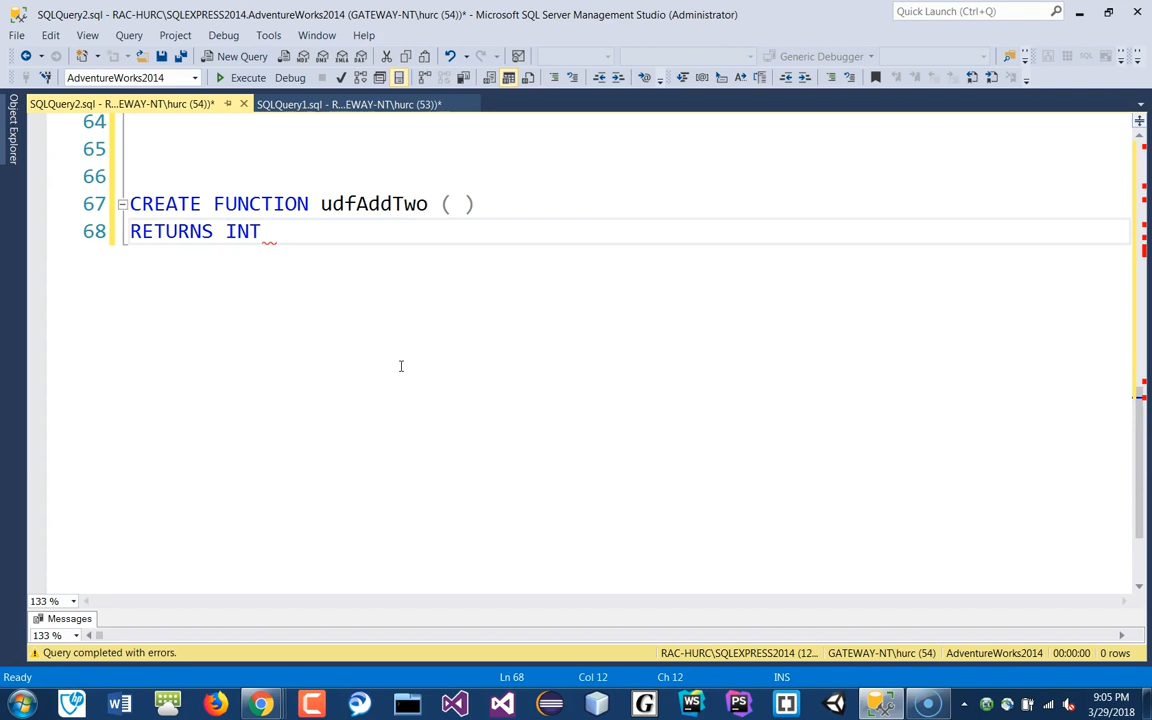 SQLQuery2.sql - RAC-HURC\SQLEXPRESS2014.AdventureWorks2014 (GATEWAY-NT\hurc (54))* - Microsoft SQL Server Management Studio (Administrator)
Quick Launch (Ctrl+Q)
File Edit View Query Project Debug Tools Window Help
New Query
Generic Debugger
AdventureWorks2014
Execute Debug
SQLQuery2.sql - R...EWAY-NT\hurc (54))*
SQLQuery1.sql - R...EWAY-NT\hurc (53))*
Object Explorer
64
65
66
67 CREATE FUNCTION udfAddTwo ( )
68 RETURNS INT
133 %
Messages
133 %
Query completed with errors.
RAC-HURC\SQLEXPRESS2014 (12... GATEWAY-NT\hurc (54) AdventureWorks2014 00:00:00 0 rows
Ready Ln 68 Col 12 Ch 12 INS
9:05 PM
3/29/2018